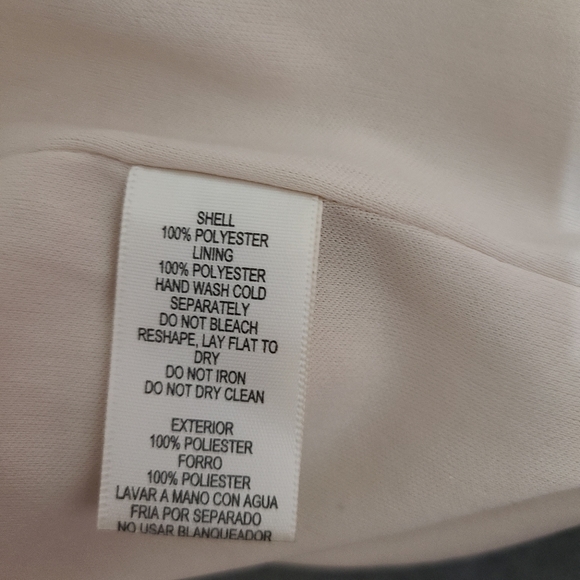 SHELL
100% POLYESTER
LINING
100% POLYESTER
HAND WASH COLD
SEPARATELY
DO NOT BLEACH
RESHAPE, LAY FLAT TO
DRY
DO NOT IRON
DO NOT DRY CLEAN
EXTERIOR
100% POLIESTER
FORRO
100% POLIESTER
LAVAR A MANO CON AGUA
FRIA POR SEPARADO
NO USAR BLANQUEADOR